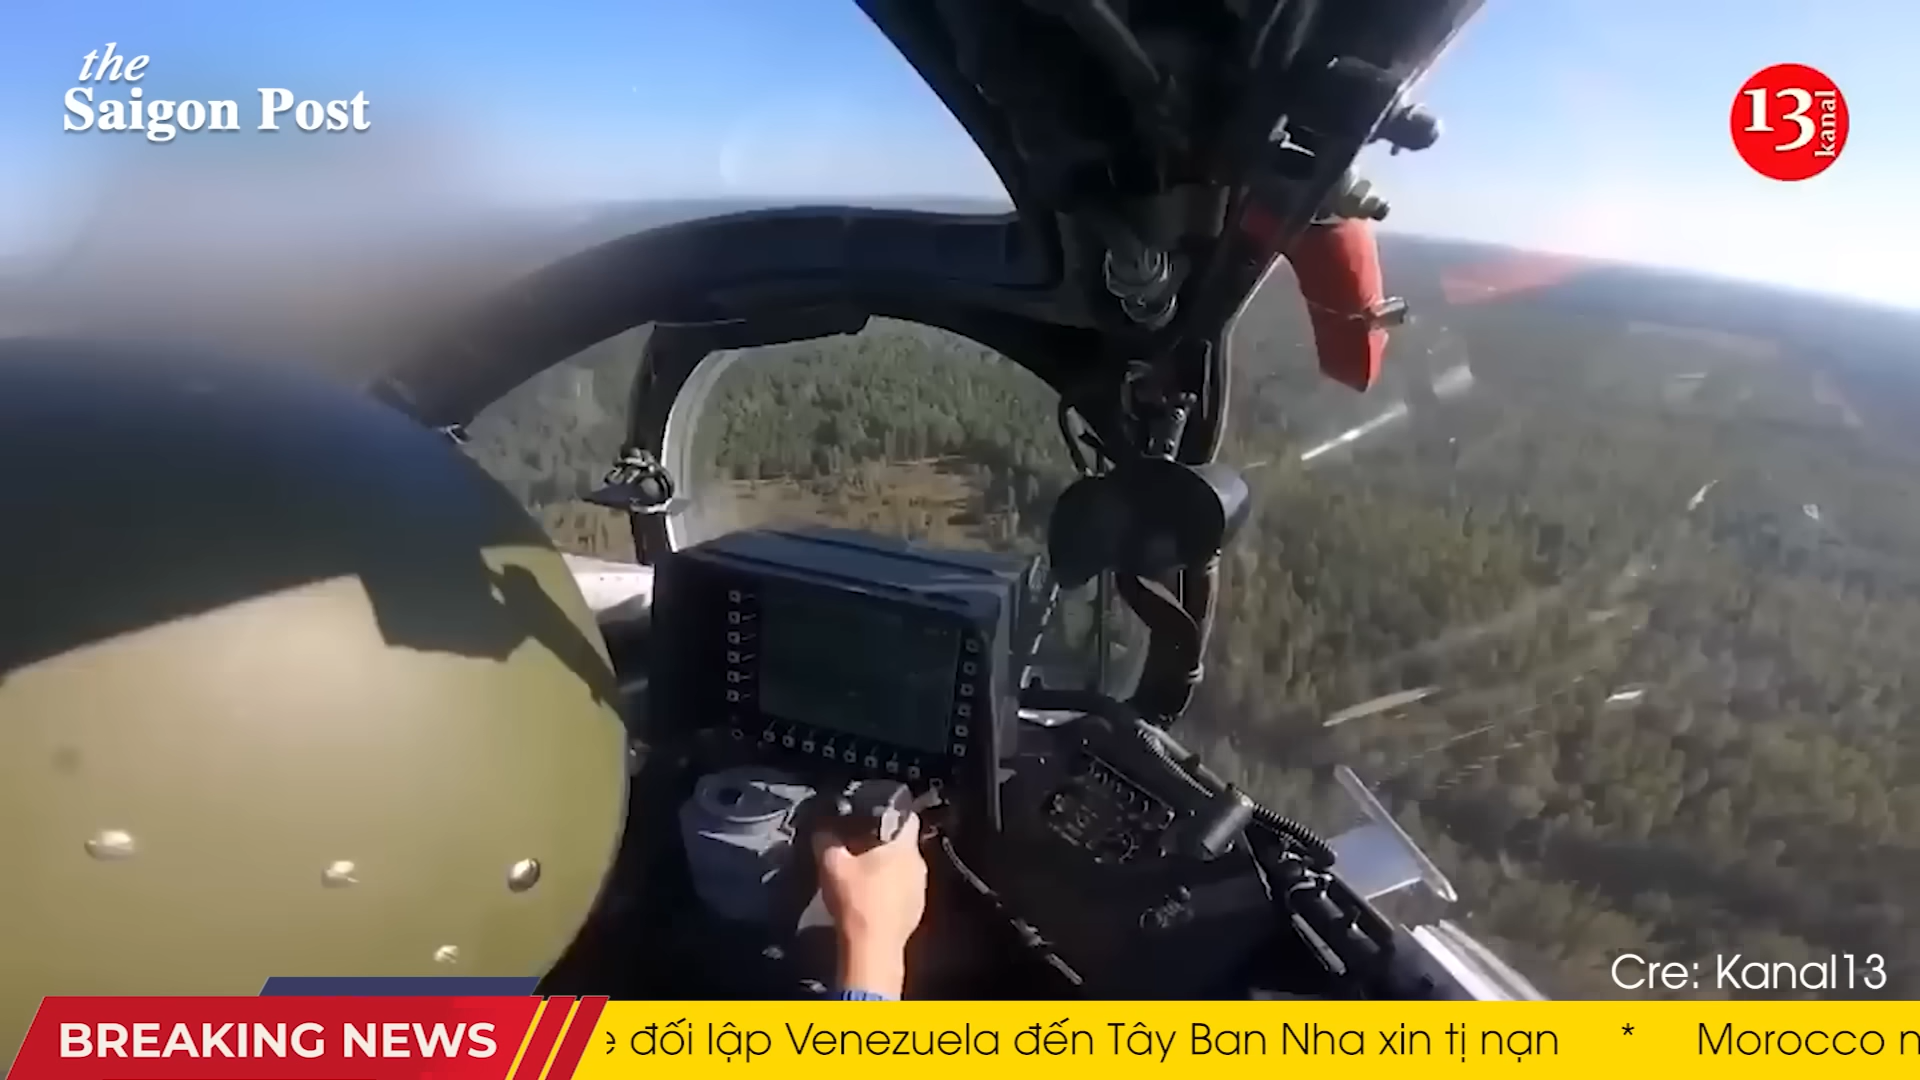 the
Saigon Post
13
kanal
Cre: Kanal13
BREAKING NEWS
đối lập Venezuela đến Tây Ban Nha xin tị nạn * Morocco